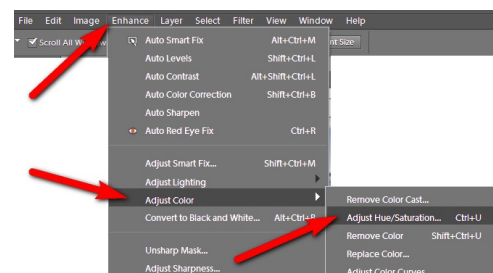 File Edit Image Enhance Layer Select Filter View Window Help
Scroll All
nt Size
Auto Smart Fix Alt+Ctrl+M
Auto Levels Shift+Ctrl+L
Auto Contrast Alt+Shift+Ctrl+L
Auto Color Correction Shift+Ctrl+B
Auto Sharpen
Auto Red Eye Fix Ctrl+R
Adjust Smart Fix... Shift+Ctrl+M
Adjust Lighting
Adjust Color
Remove Color Cast...
Convert to Black and White... Alt+Ctrl+B
Adjust Hue/Saturation... Ctrl+U
Remove Color Shift+Ctrl+U
Unsharp Mask...
Replace Color...
Adjust Sharpness...
Adjust Color Curves